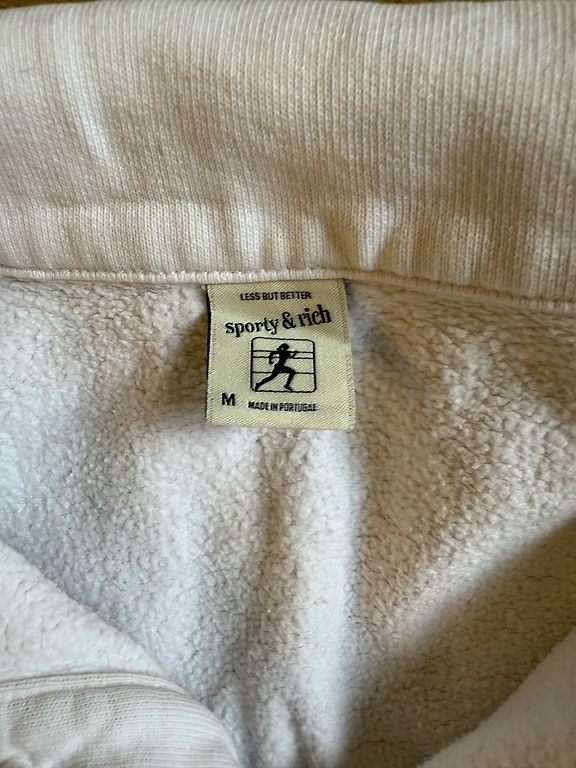 LESS BUT BETTER
sporty & rich
M
MADE IN PORTUGAL